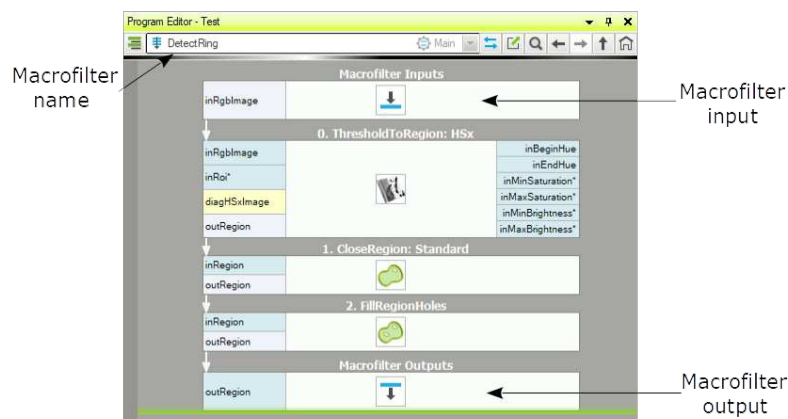 Program Editor - Test
DetectRing
Main
Macrofilter
name
Macrofilter Inputs
inRgbImage
Macrofilter
input
0. ThresholdToRegion: HSx
inRgbImage
inRoi*
diagHSxImage
outRegion
inBeginHue
inEndHue
inMinSaturation*
inMaxSaturation*
inMinBrightness*
inMaxBrightness*
1. CloseRegion: Standard
inRegion
outRegion
2. FillRegionHoles
inRegion
outRegion
Macrofilter Outputs
outRegion
Macrofilter
output